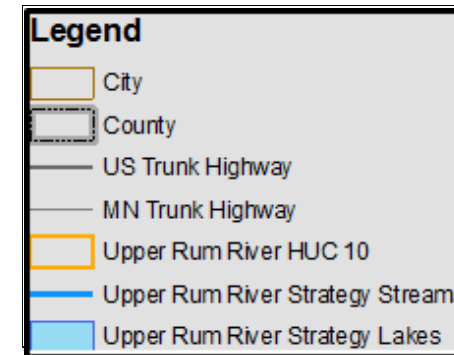 Legend
City
County
US Trunk Highway
MN Trunk Highway
Upper Rum River HUC 10
Upper Rum River Strategy Stream
Upper Rum River Strategy Lakes